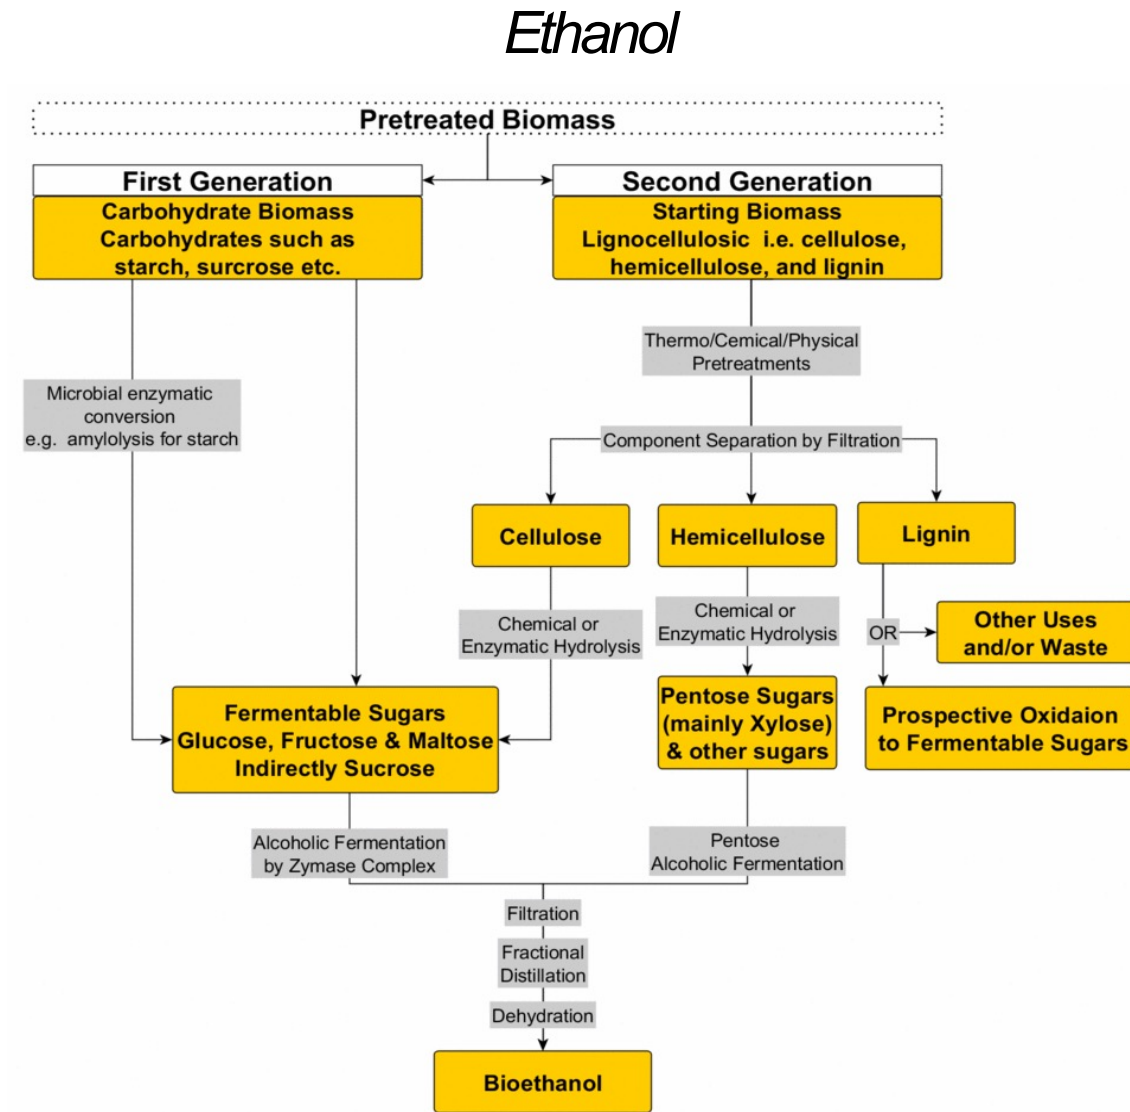 Ethanol
Pretreated Biomass
First Generation
Second Generation
Carbohydrate Biomass
Carbohydrates such as
starch, surcrose etc.
Starting Biomass
Lignocellulosic i.e. cellulose,
hemicellulose, and lignin
Thermo/Cemical/Physical
Pretreatments
Microbial enzymatic
conversion
e.g. amylolysis for starch
Component Separation by Filtration
Cellulose
Hemicellulose
Lignin
Chemical or
Enzymatic Hydrolysis
Chemical or
Enzymatic Hydrolysis
OR
Other Uses
and/or Waste
Fermentable Sugars
Glucose, Fructose & Maltose
Indirectly Sucrose
Pentose Sugars
(mainly Xylose)
& other sugars
Prospective Oxidaion
to Fermentable Sugars
Alcoholic Fermentation
by Zymase Complex
Pentose
Alcoholic Fermentation
Filtration
Fractional
Distillation
Dehydration
Bioethanol